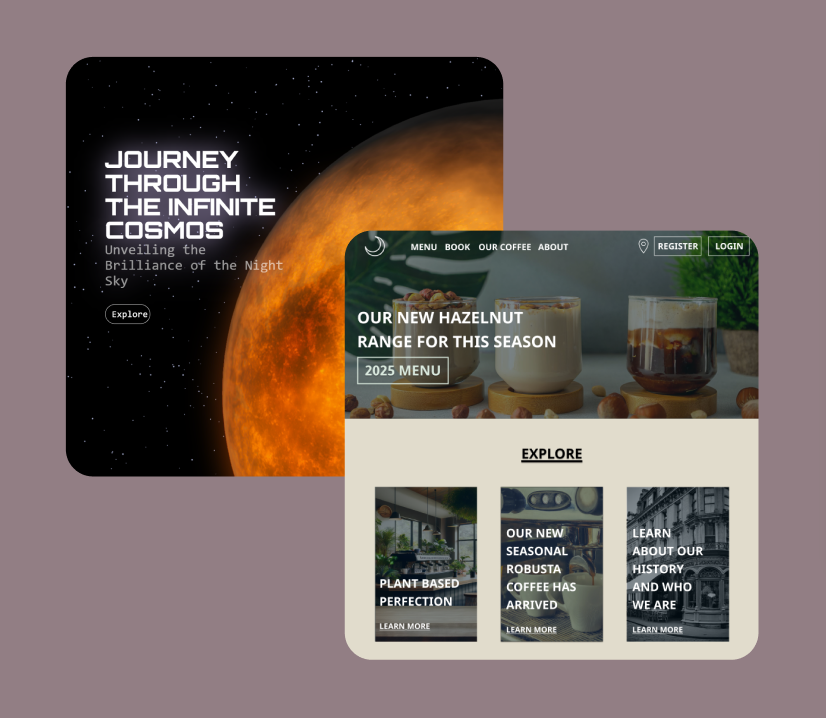 JOURNEY
THROUGH
THE INFINITE
COSMOS
Unveiling the
Brilliance of the Night
Sky
Explore
MENU BOOK OUR COFFEE ABOUT REGISTER LOGIN
OUR NEW HAZELNUT
RANGE FOR THIS SEASON
2025 MENU
EXPLORE
PLANT BASED
PERFECTION
LEARN MORE
OUR NEW
SEASONAL
ROBUSTA
COFFEE HAS
ARRIVED
LEARN MORE
LEARN
ABOUT OUR
HISTORY
AND WHO
WE ARE
LEARN MORE